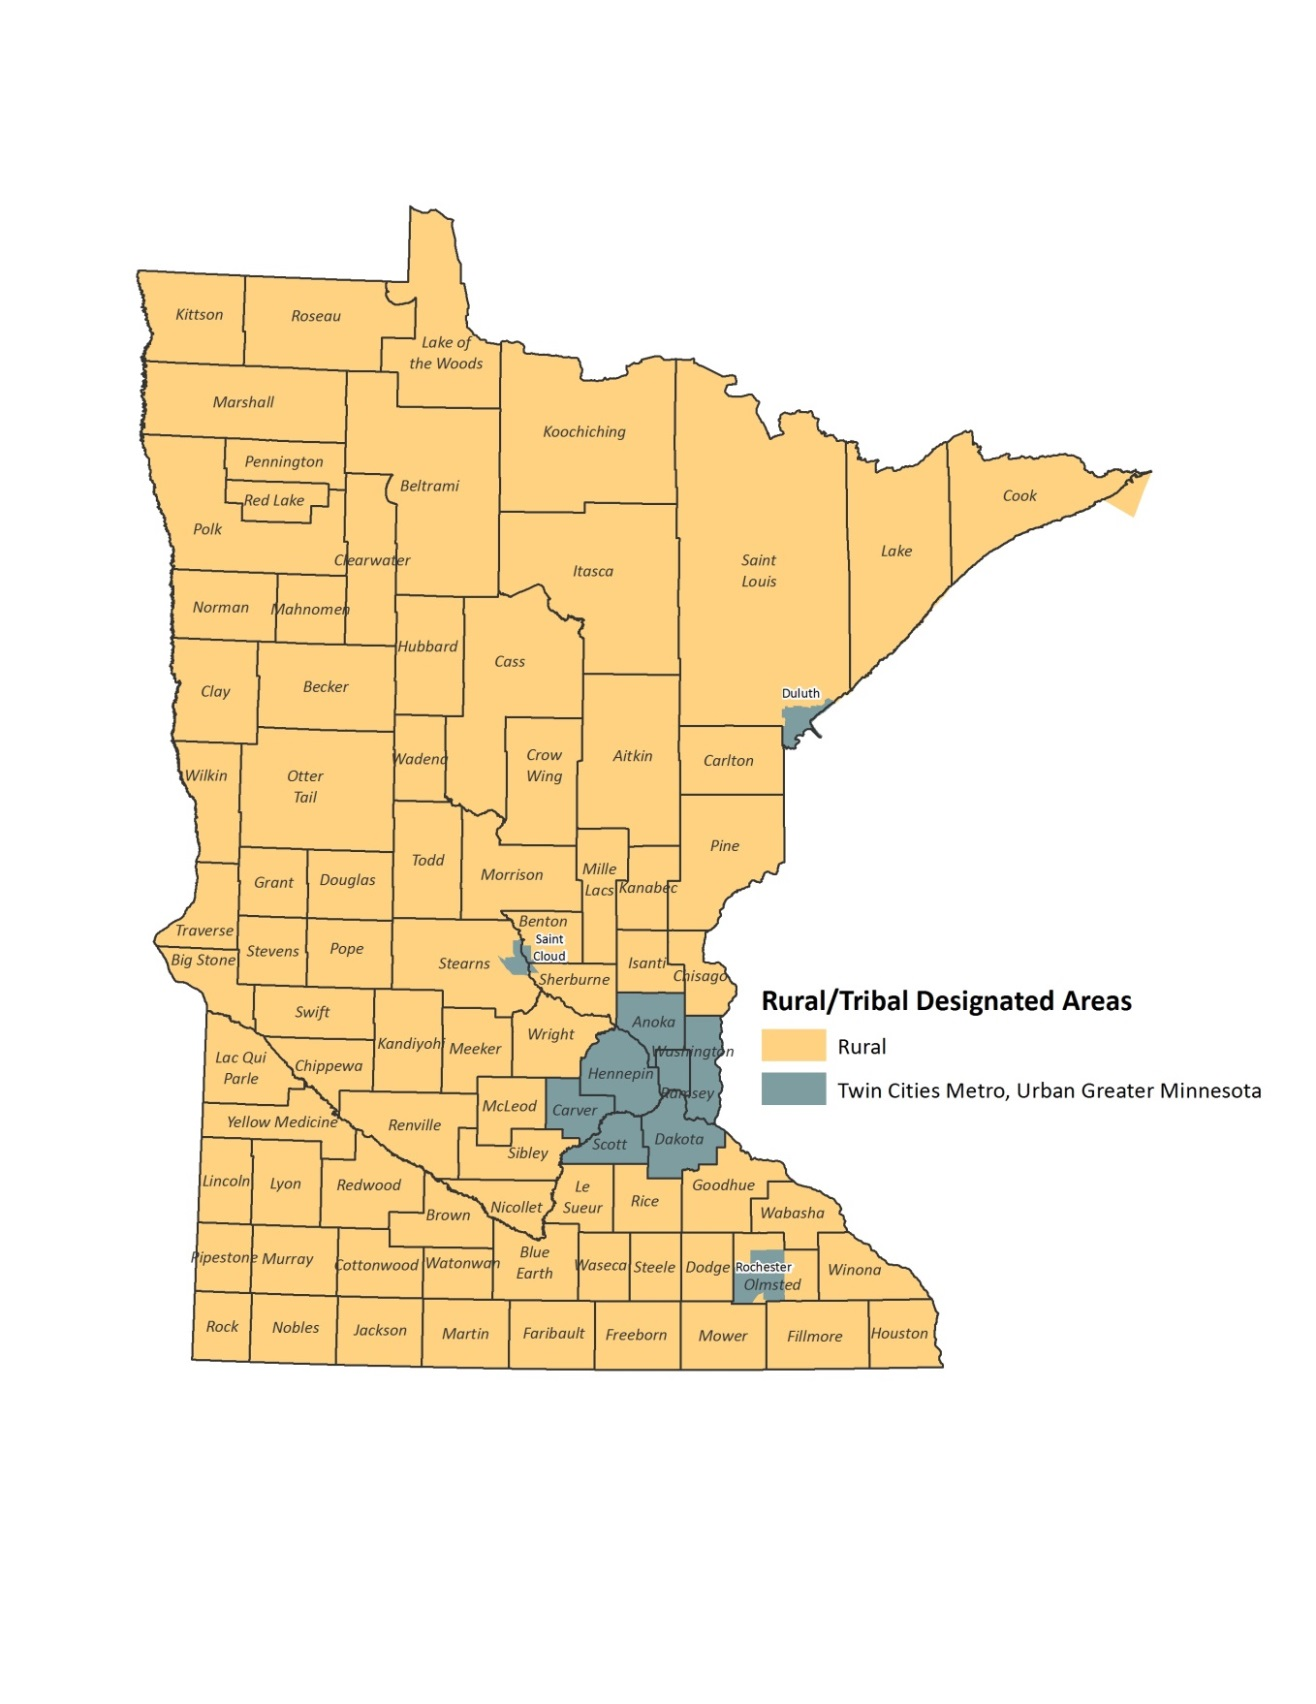 Kittson
Roseau
Lake of
the Woods
Marshall
Koochiching
Pennington
Beltrami
Red Lake
Cook
Polk
Lake
Clearwater
Saint
Louis
Itasca
Norman
Mahnomen
Hubbard
Cass
Clay
Becker
Duluth
Wadena
Crow
Wing
Aitkin
Carlton
Wilkin
Otter
Tail
Pine
Todd
Morrison
Mille
Lacs
Kanabec
Grant
Douglas
Benton
Traverse
Saint
Cloud
Stevens
Pope
Big Stone
Stearns
Isanti
Chisago
Sherburne
Rural/Tribal Designated Areas
Swift
Anoka
Wright
Rural
Kandiyohi
Meeker
Washington
Lac Qui
Parle
Chippewa
Hennepin
Twin Cities Metro, Urban Greater Minnesota
Ramsey
McLeod
Carver
Yellow Medicine
Renville
Scott
Dakota
Sibley
Lincoln
Lyon
Redwood
Le
Sueur
Rice
Goodhue
Nicollet
Brown
Wabasha
Pipestone
Murray
Cottonwood
Watonwan
Blue
Earth
Waseca
Steele
Dodge
Rochester
Olmsted
Winona
Rock
Nobles
Jackson
Martin
Faribault
Freeborn
Mower
Fillmore
Houston